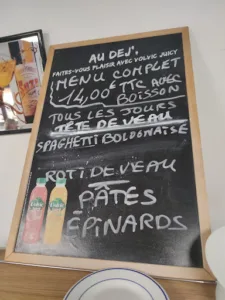 AU DEJ'.
FAITES-VOUS PLAISIR AVEC VOLVIC JUICY
MENU COMPLET
14,00€ TTC AVEC
BOISSON
TOUS LES JOURS
TÊTE DE VEAU
SPAGHETTI BOLOGNAISE
ROTI DE VEAU
PÂTES
ÉPINARDS